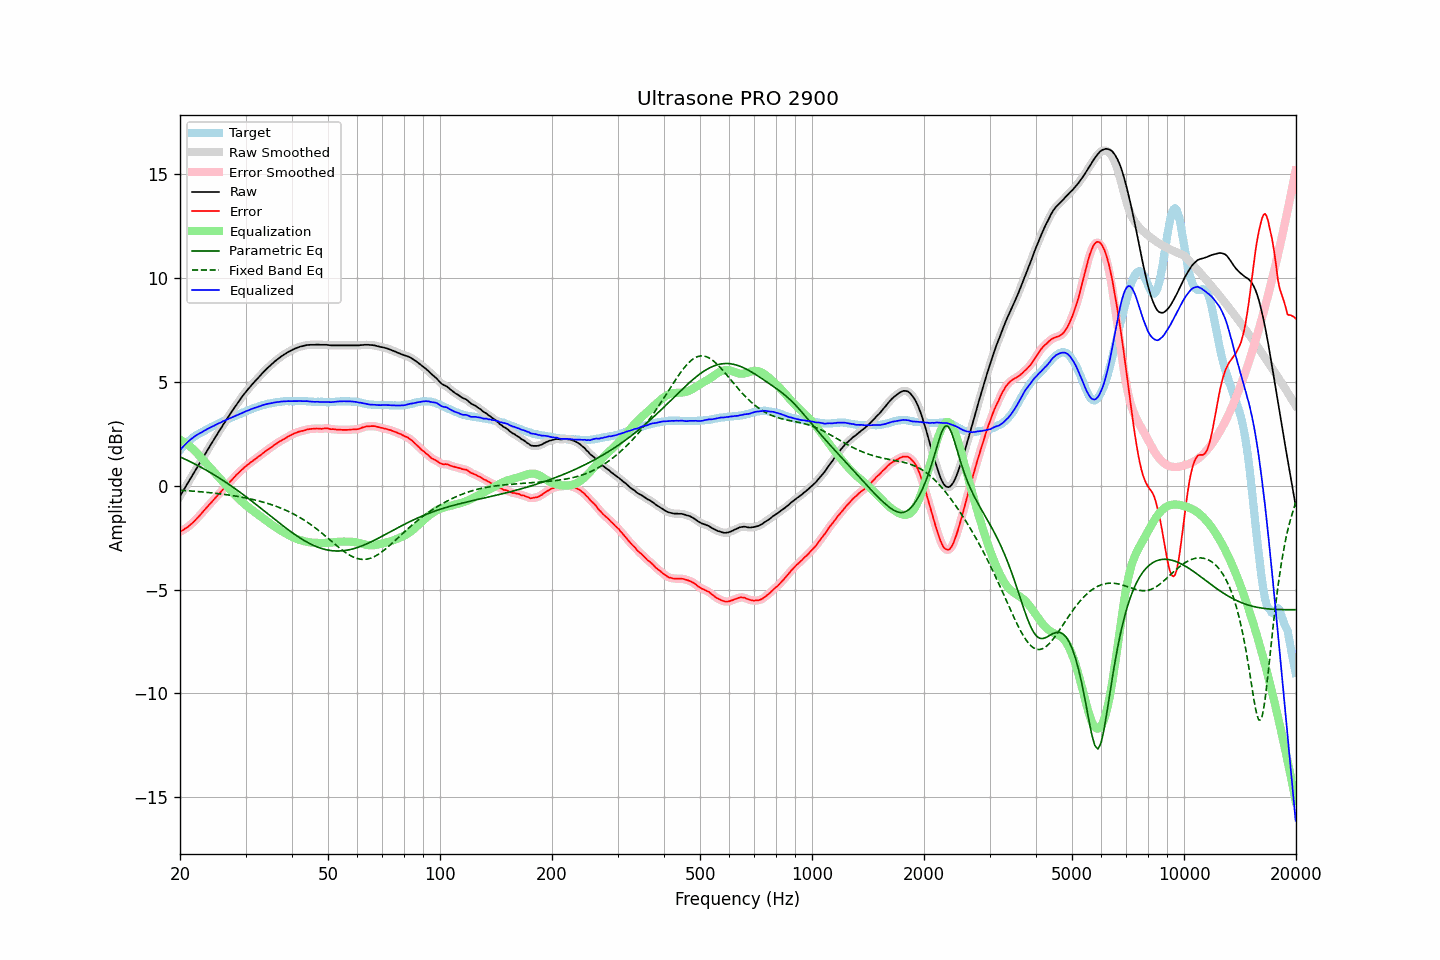 Ultrasone PRO 2900
Target
Raw Smoothed
Error Smoothed
Raw
Error
Equalization
Parametric Eq
Fixed Band Eq
Equalized
Amplitude (dBr)
15
10
5
0
−5
−10
−15
20
50
100
200
500
1000
2000
5000
10000
20000
Frequency (Hz)